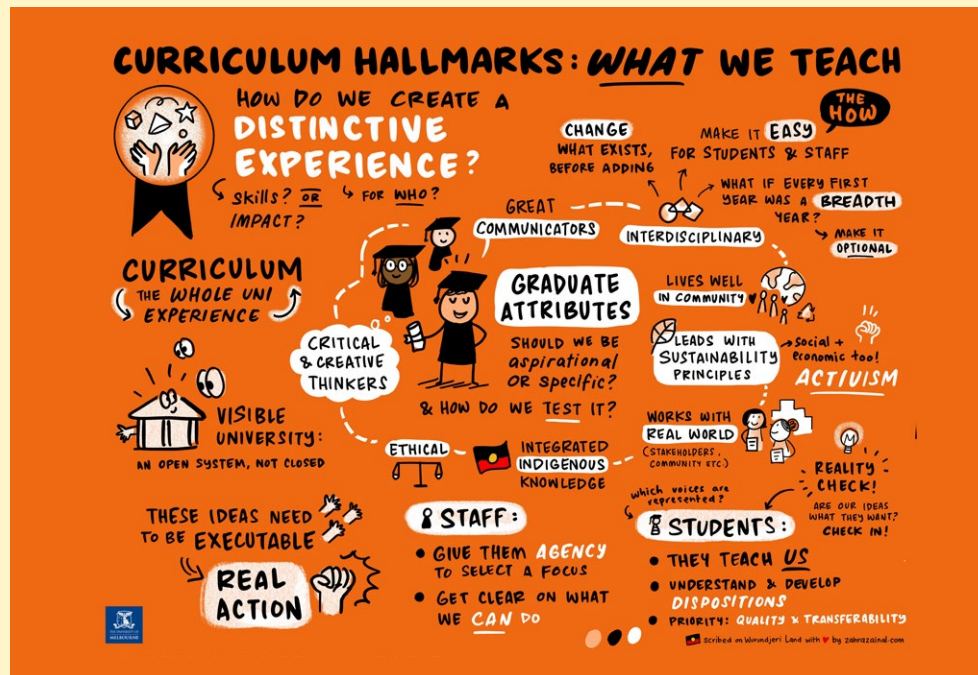 CURRICULUM HALLMARKS: WHAT WE TEACH
HOW DO WE CREATE A
DISTINCTIVE
EXPERIENCE?
Skills? OR
IMPACT?
FOR WHO?
THE
HOW
CHANGE
WHAT EXISTS,
BEFORE ADDING
MAKE IT EASY
FOR STUDENTS & STAFF
WHAT IF EVERY FIRST
YEAR WAS A BREADTH
YEAR?
MAKE IT
OPTIONAL
GREAT
COMMUNICATORS
INTERDISCIPLINARY
CURRICULUM
THE WHOLE UNI
EXPERIENCE
GRADUATE
ATTRIBUTES
SHOULD WE BE
aspirational
OR specific?
& HOW DO WE TEST IT?
CRITICAL
& CREATIVE
THINKERS
LIVES WELL
IN COMMUNITY
LEADS WITH
SUSTAINABILITY
PRINCIPLES
social +
economic too!
ACTIVISM
VISIBLE
UNIVERSITY:
AN OPEN SYSTEM, NOT CLOSED
ETHICAL
INTEGRATED
INDIGENOUS
KNOWLEDGE
WORKS WITH
REAL WORLD
(STAKEHOLDERS,
COMMUNITY ETC.)
REALITY
CHECK!
ARE OUR IDEAS
WHAT THEY WANT?
CHECK IN!
THESE IDEAS NEED
TO BE EXECUTABLE
REAL
ACTION
STAFF:
• GIVE THEM AGENCY
TO SELECT A FOCUS
• GET CLEAR ON WHAT
WE CAN DO
which voices are
represented?
STUDENTS:
• THEY TEACH US
• UNDERSTAND & DEVELOP
DISPOSITIONS
• PRIORITY: QUALITY X TRANSFERABILITY
THE UNIVERSITY OF
MELBOURNE
Scribed on Wurundjeri Land with ♥ by zahrazainal.com